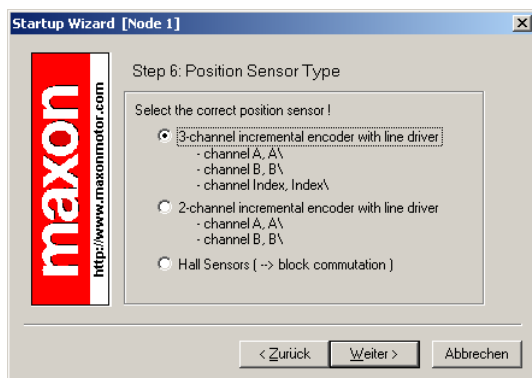 Startup Wizard [Node 1]
maxon
http://www.maxonmotor.com
Step 6: Position Sensor Type
Select the correct position sensor !
3-channel incremental encoder with line driver
- channel A, A\
- channel B, B\
- channel Index, Index\
2-channel incremental encoder with line driver
- channel A, A\
- channel B, B\
Hall Sensors ( --> block commutation )
< Zurück
Weiter >
Abbrechen